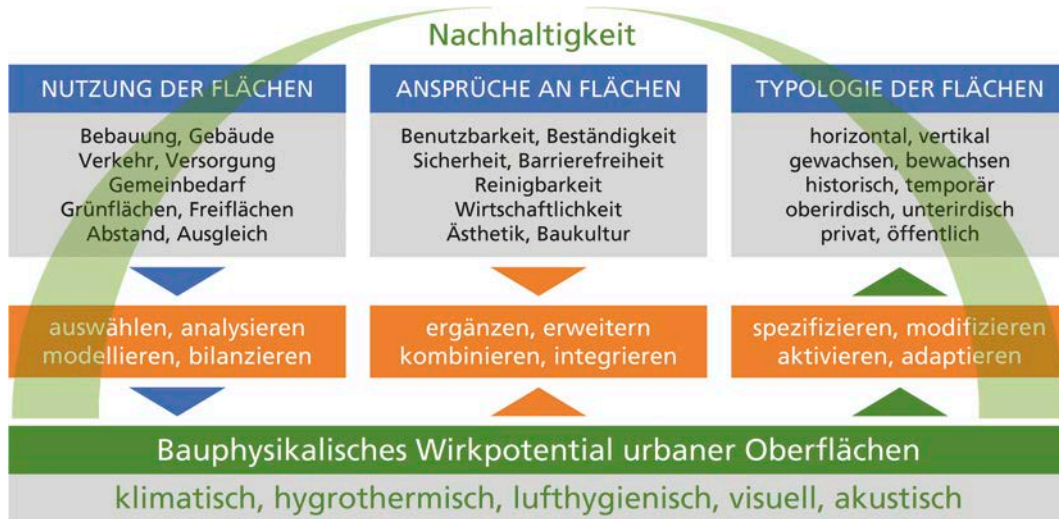 Nachhaltigkeit
NUTZUNG DER FLÄCHEN
Bebauung, Gebäude
Verkehr, Versorgung
Gemeinbedarf
Grünflächen, Freiflächen
Abstand, Ausgleich
auswählen, analysieren
modellieren, bilanzieren
ANSPRÜCHE AN FLÄCHEN
Benutzbarkeit, Beständigkeit
Sicherheit, Barrierefreiheit
Reinigbarkeit
Wirtschaftlichkeit
Ästhetik, Baukultur
ergänzen, erweitern
kombinieren, integrieren
TYPOLOGIE DER FLÄCHEN
horizontal, vertikal
gewachsen, bewachsen
historisch, temporär
oberirdisch, unterirdisch
privat, öffentlich
spezifizieren, modifizieren
aktivieren, adaptieren
Bauphysikalisches Wirkpotential urbaner Oberflächen
klimatisch, hygrothermisch, lufthygienisch, visuell, akustisch